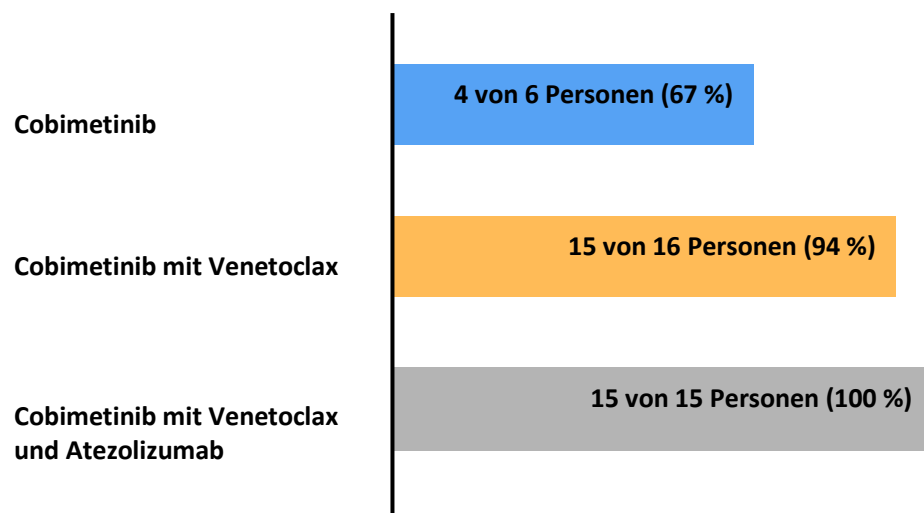 4 von 6 Personen (67 %)
Cobimetinib
15 von 16 Personen (94 %)
Cobimetinib mit Venetoclax
15 von 15 Personen (100 %)
Cobimetinib mit Venetoclax
und Atezolizumab